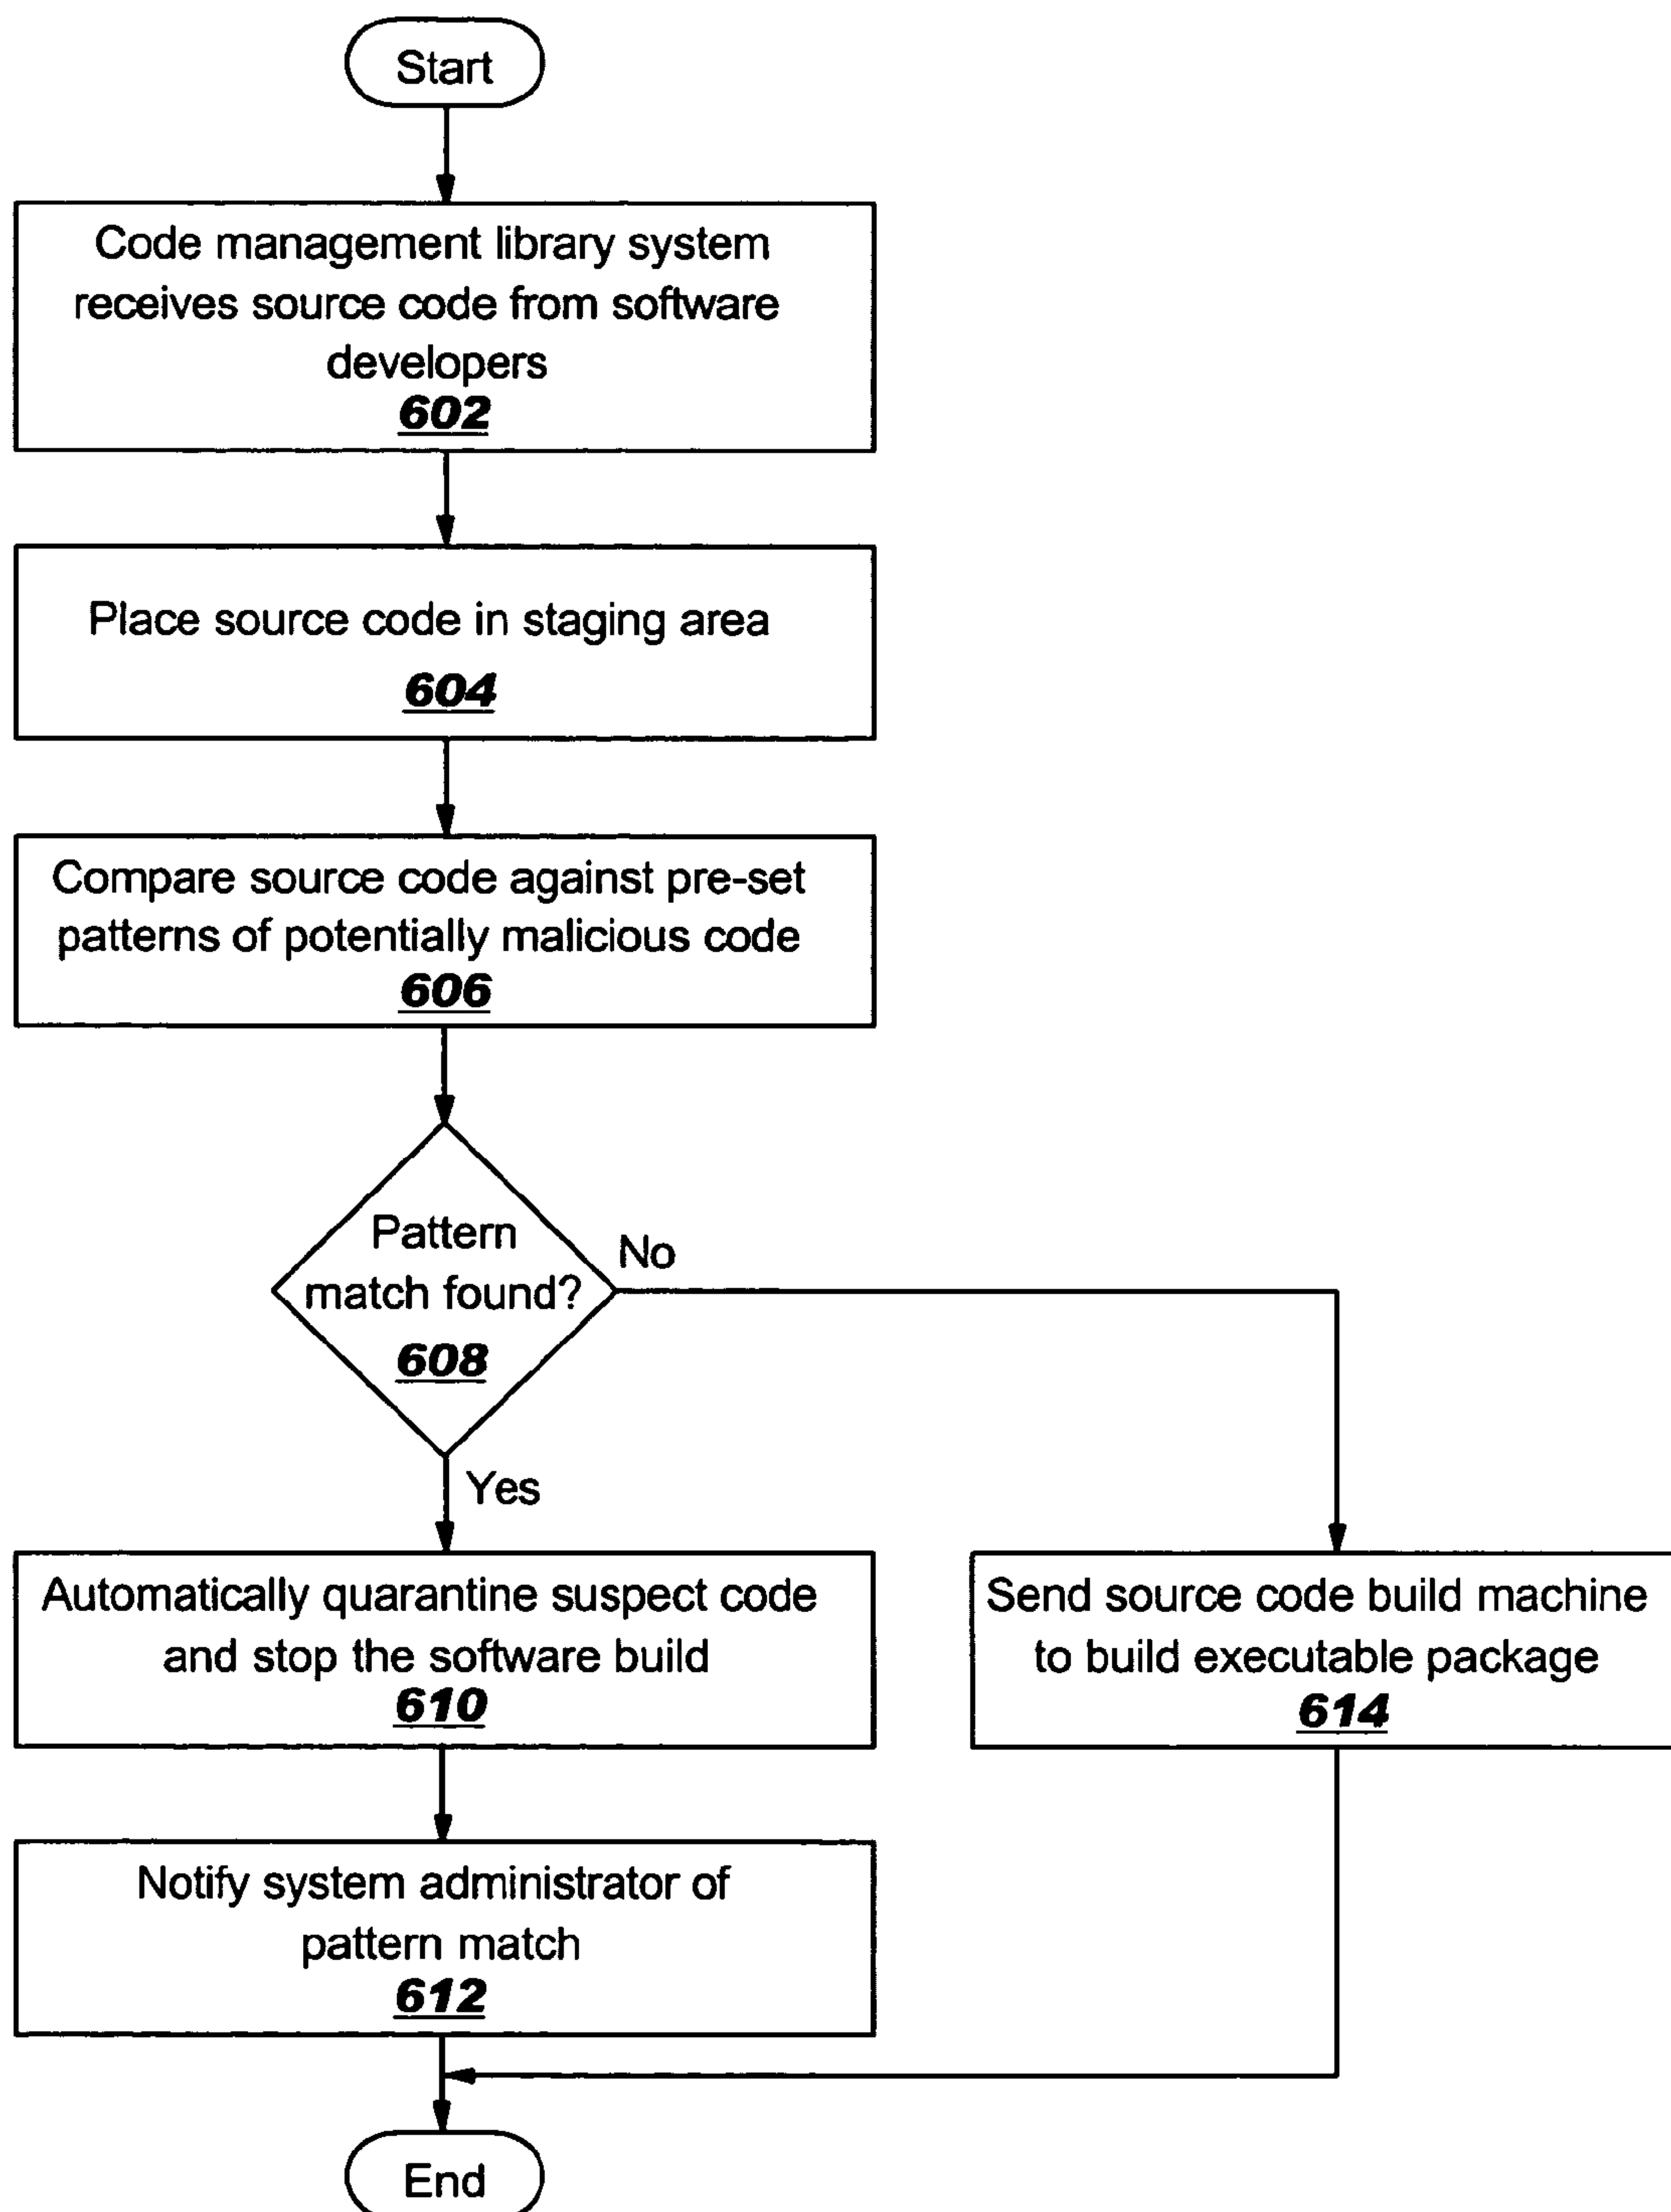 Start
Code management library system
receives source code from software
developers
602
Place source code in staging area
604
Compare source code against pre-set
patterns of potentially malicious code
606
Pattern
match found?
608
No
Yes
Automatically quarantine suspect code
and stop the software build
610
Send source code build machine
to build executable package
614
Notify system administrator of
pattern match
612
End